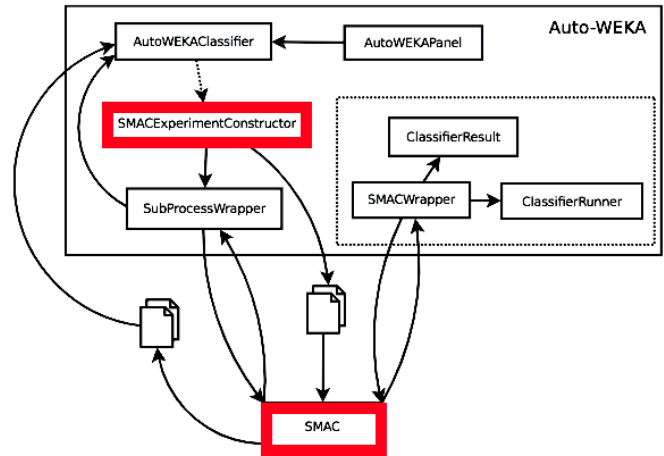 Auto-WEKA
AutoWEKAClassifier
AutoWEKAPanel
SMACExperimentConstructor
ClassifierResult
SubProcessWrapper
SMACWrapper
ClassifierRunner
SMAC